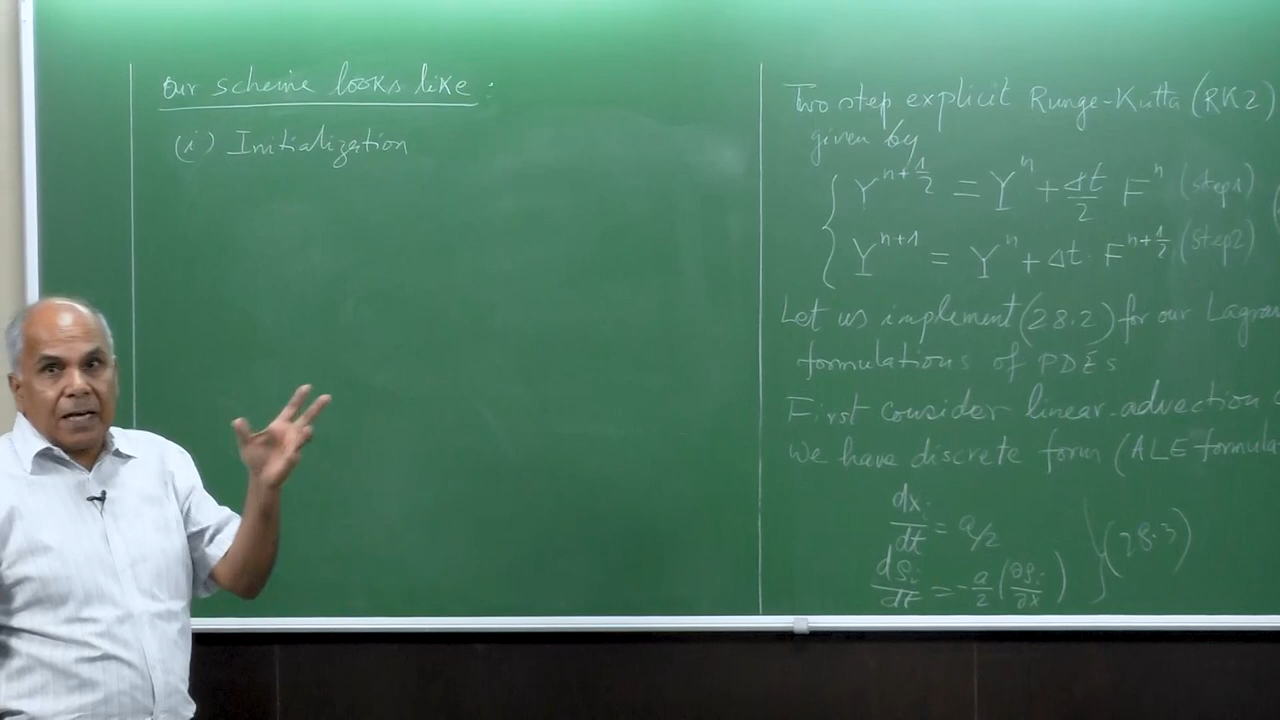 Our scheme looks like:
(i) Initialization
Two step explicit Runge-Kutta (RK2)
given by
Y^{n+1/2} = Y^n + Δt/2 F^n (step1)
Y^{n+1} = Y^n + Δt. F^{n+1/2} (step2)
Let us implement (28.2) for our
formulations of PDEs
First consider linear advection
We have discrete form (ALE
dx_i/dt = a/2
dρ_i/dt = -a/2 (∂ρ_i/∂x) } (28.3)